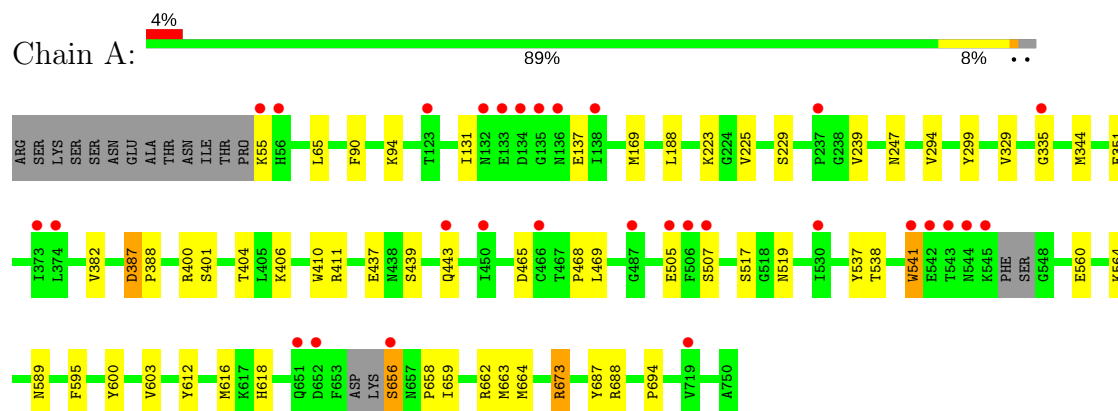 4%
Chain A:
89% 8% • •
ARG SER LYS SER SER ASN GLU ALA THR ASN ILE THR PRO K55 H56 L65 F90 K94 T123 I131 N132 E133 D134 G135 N136 E137 I138 M169 L188 K223 G224 V225 S229 P237 G238 V239 N247 V294 Y299 V329 G335 M344
I373 L374 V382 D387 P388 R400 S401 T404 L405 K406 W410 R411 E437 N438 S439 Q443 I450 D465 C466 T467 P468 L469 G487 E505 F506 S507 S517 G518 N519 I530 Y537 T538 W541 E542 T543 N544 K545 PHE SER G548 E560
N589 F595 Y600 V603 Y612 M616 K617 H618 Q651 D652 F653 ASP LYS S656 N657 P658 I659 R662 M663 M664 R673 Y687 R688 P694 V719 A750